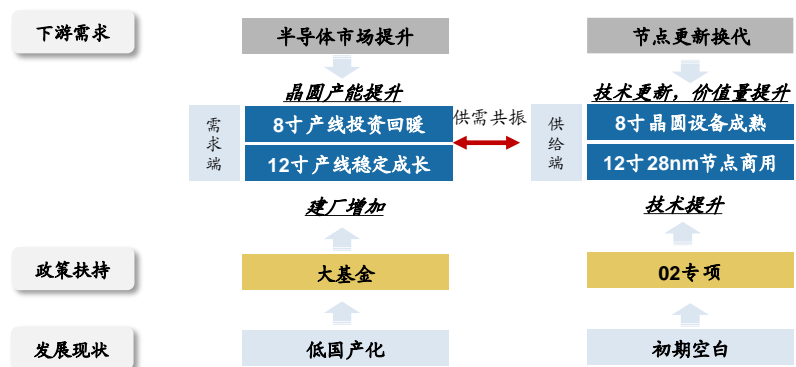 下游需求
半导体市场提升
节点更新换代
晶圆产能提升
技术更新，价值量提升
需求端
8寸产线投资回暖
12寸产线稳定成长
供需共振
供给端
8寸晶圆设备成熟
12寸28nm节点商用
建厂增加
技术提升
政策扶持
大基金
02专项
发展现状
低国产化
初期空白